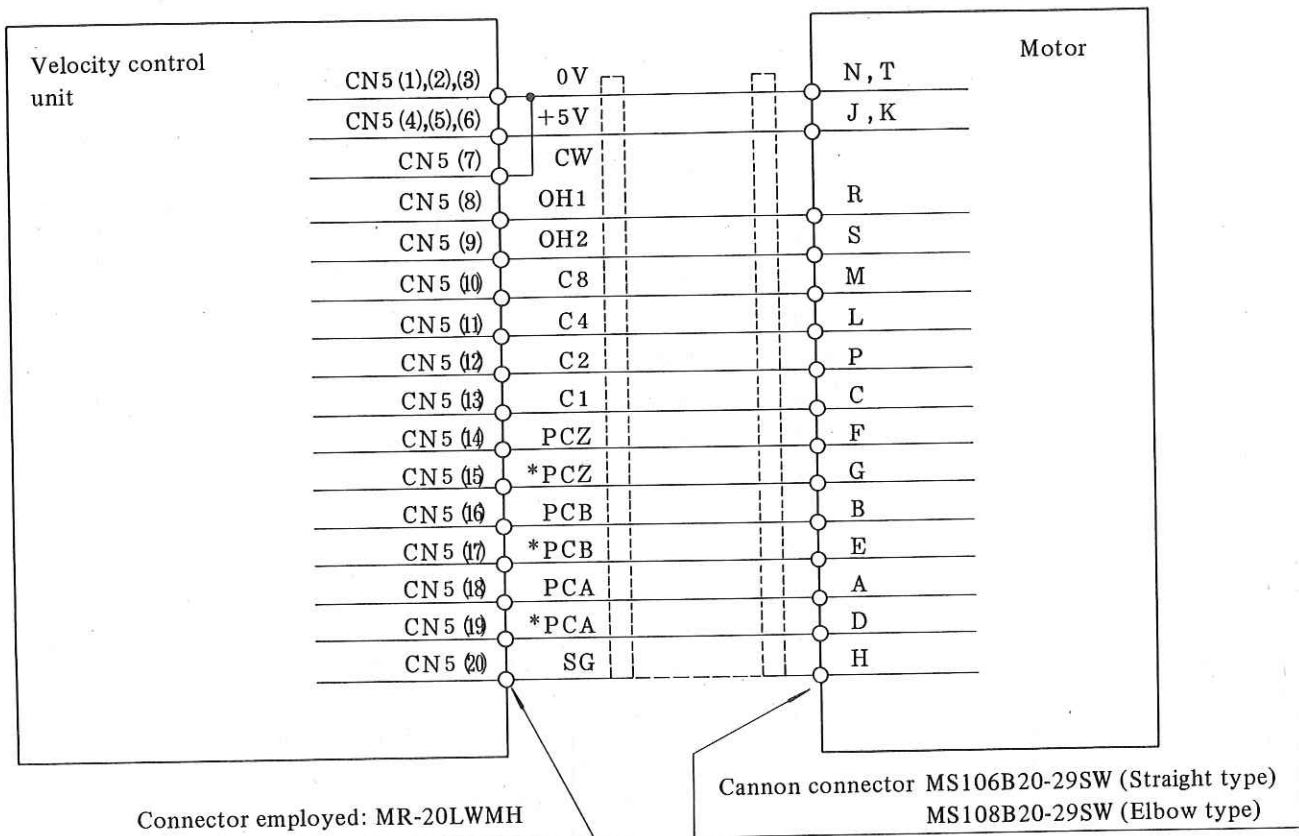 Velocity control
unit
Motor
CN5 (1),(2),(3) 0V N, T
CN5 (4),(5),(6) +5V J, K
CN5 (7) CW
CN5 (8) OH1 R
CN5 (9) OH2 S
CN5 (10) C8 M
CN5 (11) C4 L
CN5 (12) C2 P
CN5 (13) C1 C
CN5 (14) PCZ F
CN5 (15) *PCZ G
CN5 (16) PCB B
CN5 (17) *PCB E
CN5 (18) PCA A
CN5 (19) *PCA D
CN5 (20) SG H
Connector employed: MR-20LWMH
Cannon connector MS106B20-29SW (Straight type)
MS108B20-29SW (Elbow type)